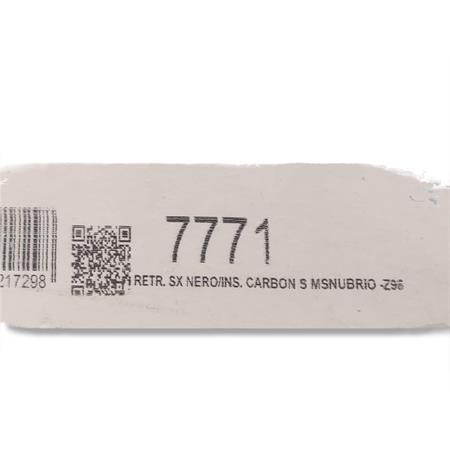 7771
217298
RETR. SX NERO/INS. CARBON S MSNUBRIO -Z96